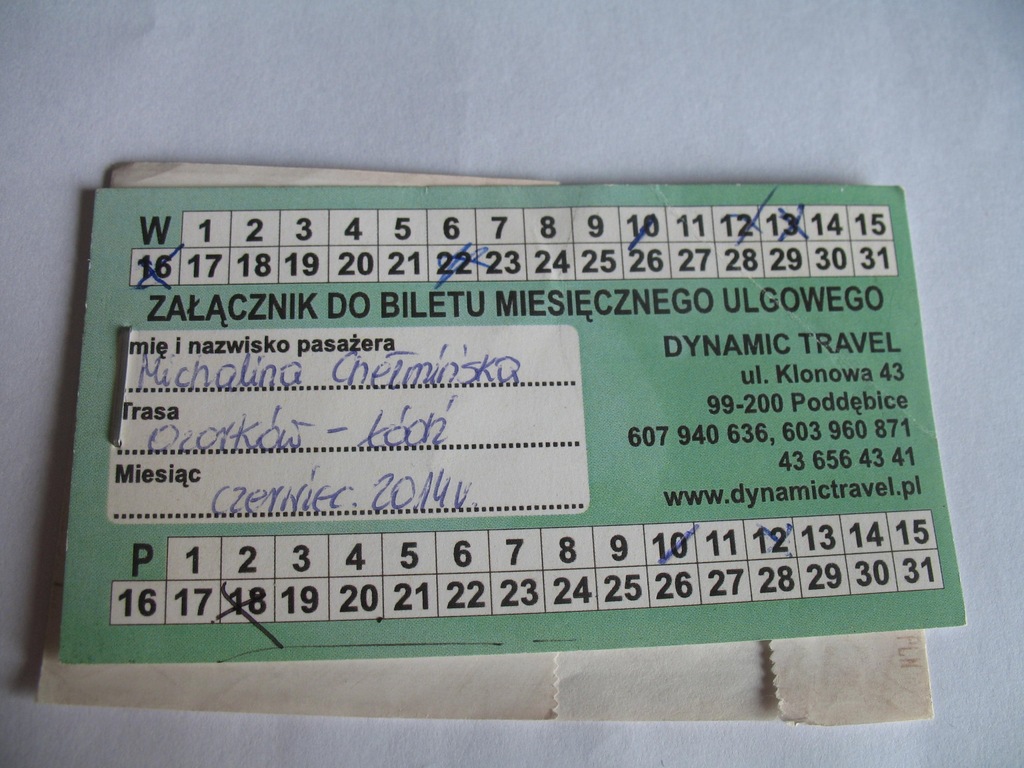 W 1 2 3 4 5 6 7 8 9 10 11 12 13 14 15
16 17 18 19 20 21 22 23 24 25 26 27 28 29 30 31
ZAŁĄCZNIK DO BILETU MIESIĘCZNEGO ULGOWEGO
mię i nazwisko pasażera
Michalina Chełmińska
Trasa
Ozorków - Łódź
Miesiąc
czerwiec. 2014r.
DYNAMIC TRAVEL
ul. Klonowa 43
99-200 Poddębice
607 940 636, 603 960 871
43 656 43 41
www.dynamictravel.pl
P 1 2 3 4 5 6 7 8 9 10 11 12 13 14 15
16 17 18 19 20 21 22 23 24 25 26 27 28 29 30 31
PLN